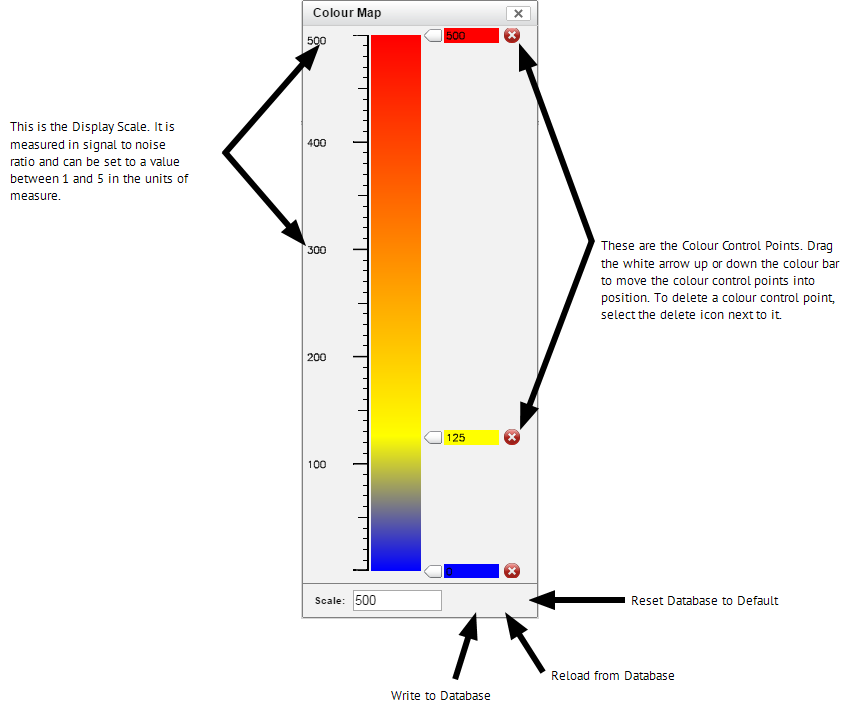 Colour Map
500
500
400
This is the Display Scale. It is
measured in signal to noise
ratio and can be set to a value
between 1 and 5 in the units of
measure.
300
These are the Colour Control Points. Drag
the white arrow up or down the colour bar
to move the colour control points into
position. To delete a colour control point,
select the delete icon next to it.
200
125
100
0
Scale: 500
Reset Database to Default
Reload from Database
Write to Database